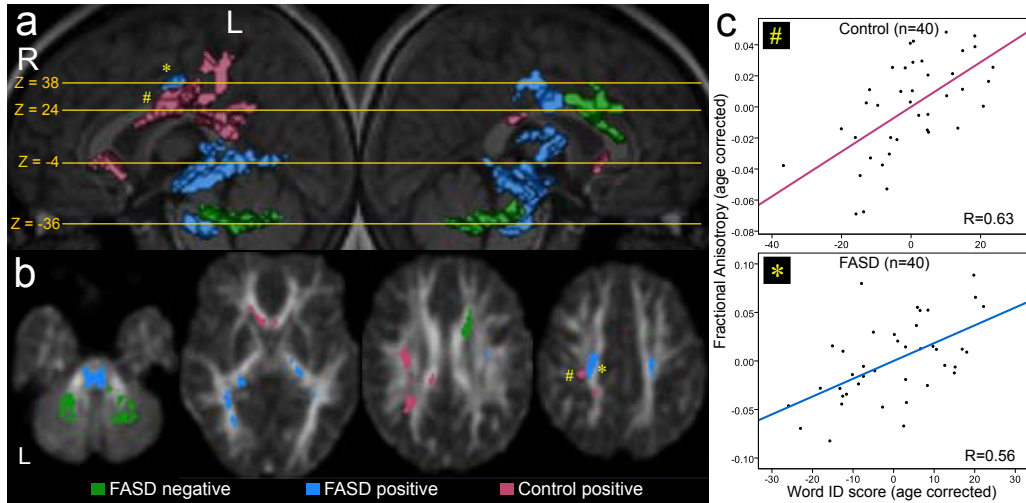 a
L
R
*
#
Z = 38
Z = 24
Z = -4
Z = -36
b
#
*
L
FASD negative
FASD positive
Control positive
c
#
Control (n=40)
0.04
0.02
0.00
-0.02
-0.04
-0.06
-0.08
R=0.63
-40
-20
0
20
Fractional Anisotropy (age corrected)
*
FASD (n=40)
0.10
0.05
0.00
-0.05
-0.10
R=0.56
-30
-20
-10
0
10
20
30
Word ID score (age corrected)